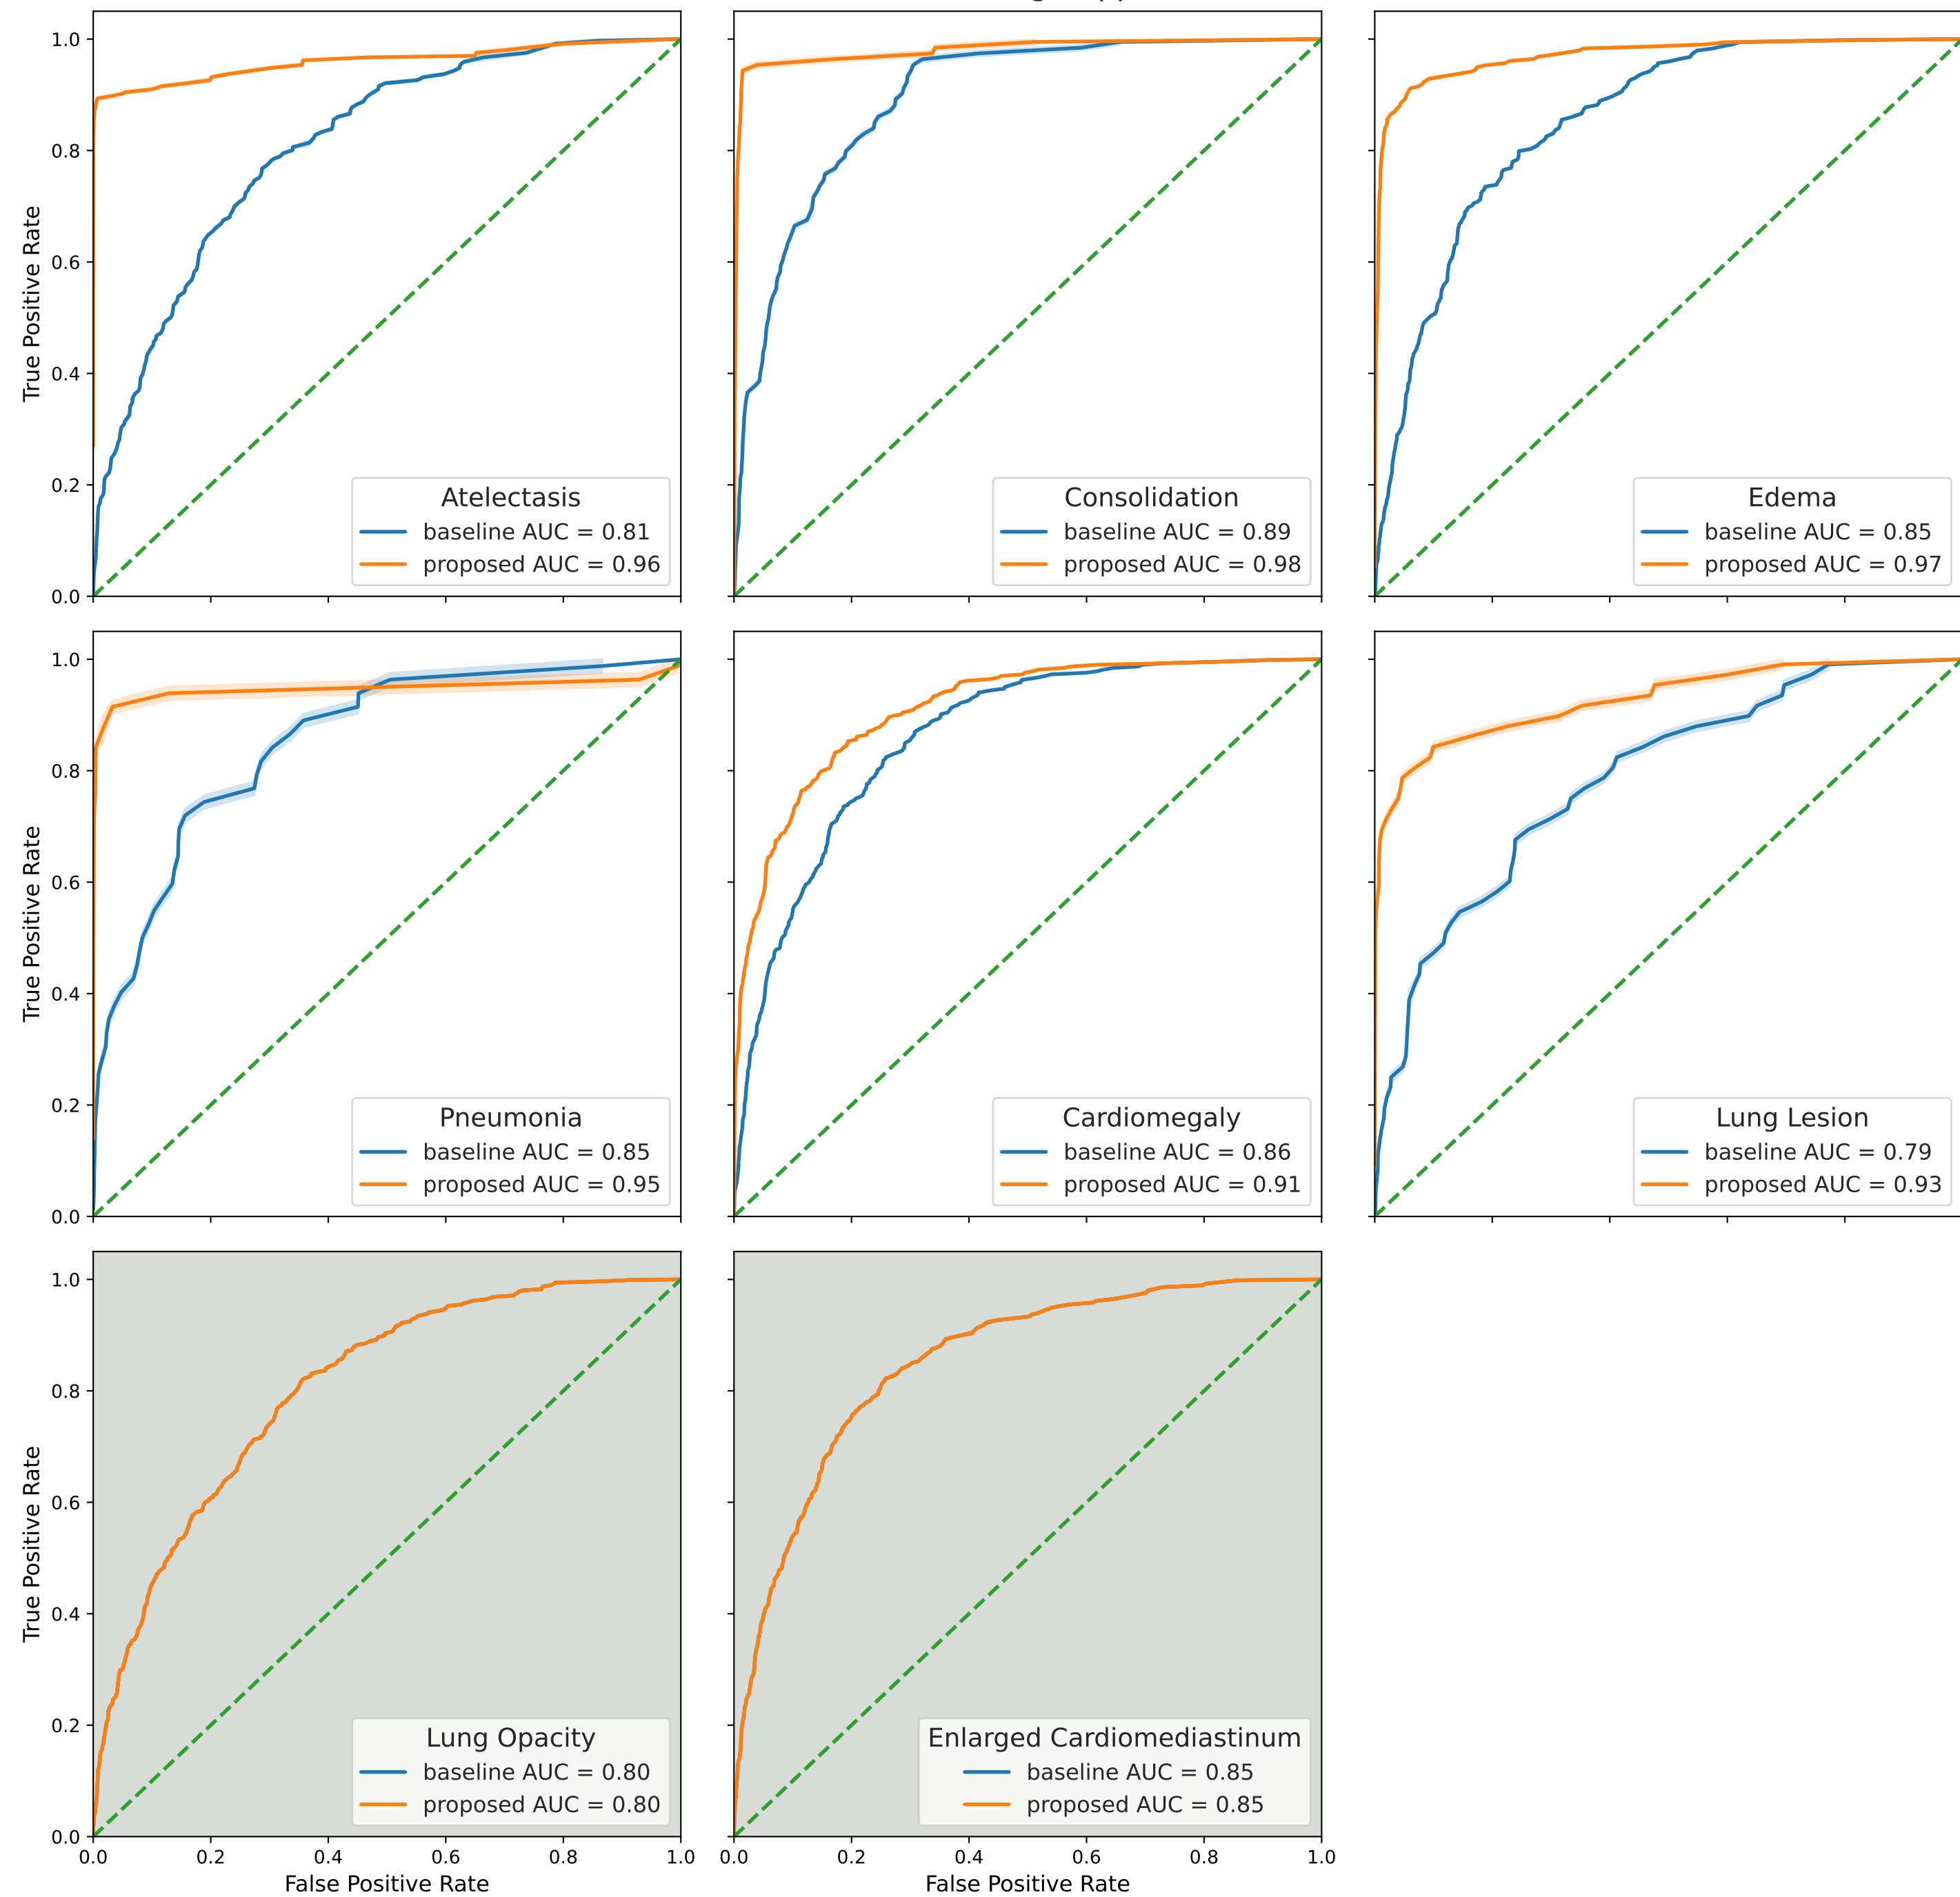 True Positive Rate
1.0
0.8
0.6
0.4
0.2
0.0
Atelectasis
baseline AUC = 0.81
proposed AUC = 0.96
Consolidation
baseline AUC = 0.89
proposed AUC = 0.98
Edema
baseline AUC = 0.85
proposed AUC = 0.97
True Positive Rate
1.0
0.8
0.6
0.4
0.2
0.0
Pneumonia
baseline AUC = 0.85
proposed AUC = 0.95
Cardiomegaly
baseline AUC = 0.86
proposed AUC = 0.91
Lung Lesion
baseline AUC = 0.79
proposed AUC = 0.93
True Positive Rate
1.0
0.8
0.6
0.4
0.2
0.0
Lung Opacity
baseline AUC = 0.80
proposed AUC = 0.80
0.0 0.2 0.4 0.6 0.8 1.0
False Positive Rate
Enlarged Cardiomediastinum
baseline AUC = 0.85
proposed AUC = 0.85
0.0 0.2 0.4 0.6 0.8 1.0
False Positive Rate